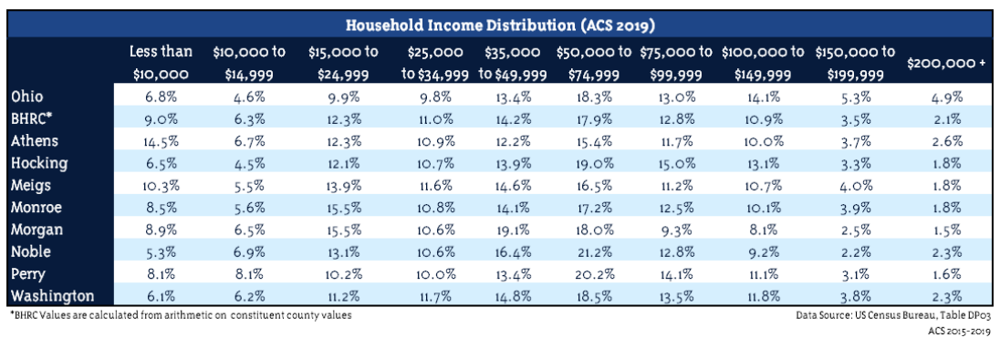 Household Income Distribution (ACS 2019)
Less than $10,000 to $15,000 to $25,000 $35,000 $50,000 to $75,000 to $100,000 to $150,000 to $200,000 +
$10,000 $14,999 $24,999 to $34,999 to $49,999 $74,999 $99,999 $149,999 $199,999
Ohio 6.8% 4.6% 9.9% 9.8% 13.4% 18.3% 13.0% 14.1% 5.3% 4.9%
BHRC* 9.0% 6.3% 12.3% 11.0% 14.2% 17.9% 12.8% 10.9% 3.5% 2.1%
Athens 14.5% 6.7% 12.3% 10.9% 12.2% 15.4% 11.7% 10.0% 3.7% 2.6%
Hocking 6.5% 4.5% 12.1% 10.7% 13.9% 19.0% 15.0% 13.1% 3.3% 1.8%
Meigs 10.3% 5.5% 13.9% 11.6% 14.6% 16.5% 11.2% 10.7% 4.0% 1.8%
Monroe 8.5% 5.6% 15.5% 10.8% 14.1% 17.2% 12.5% 10.1% 3.9% 1.8%
Morgan 8.9% 6.5% 15.5% 10.6% 19.1% 18.0% 9.3% 8.1% 2.5% 1.5%
Noble 5.3% 6.9% 13.1% 10.6% 16.4% 21.2% 12.8% 9.2% 2.2% 2.3%
Perry 8.1% 8.1% 10.2% 10.0% 13.4% 20.2% 14.1% 11.1% 3.1% 1.6%
Washington 6.1% 6.2% 11.2% 11.7% 14.8% 18.5% 13.5% 11.8% 3.8% 2.3%
*BHRC Values are calculated from arithmetic on constituent county values Data Source: US Census Bureau, Table DP03
ACS 2015-2019